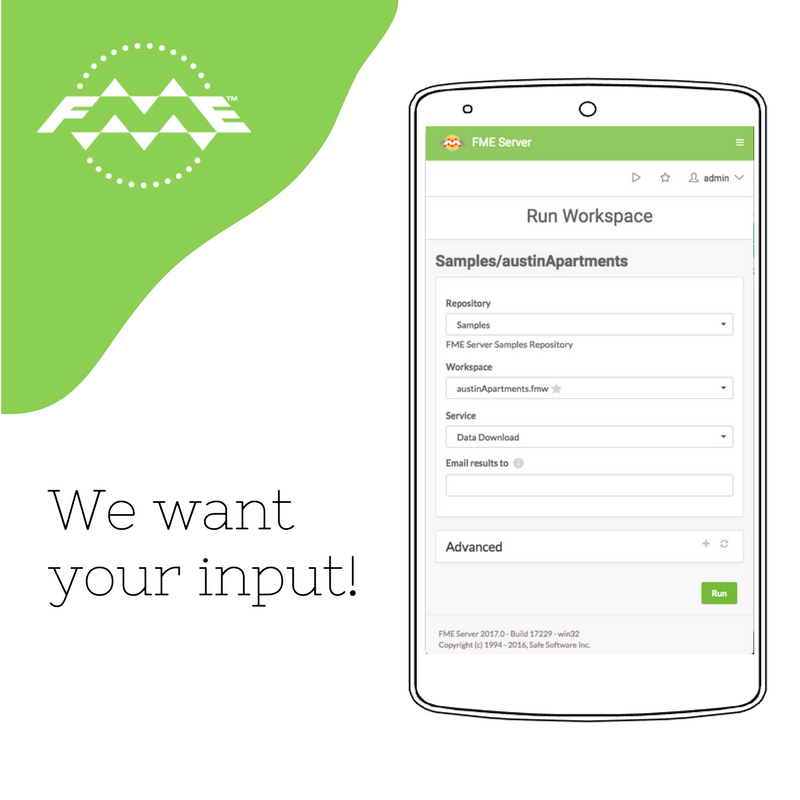 FME™
FME Server
admin
Run Workspace
Samples/austinApartments
Repository
Samples
FME Server Samples Repository
Workspace
austinApartments.fmw
Service
Data Download
Email results to
Advanced
Run
FME Server 2017.0 - Build 17229 - win32
Copyright (c) 1994 - 2016, Safe Software Inc.
We want
your input!